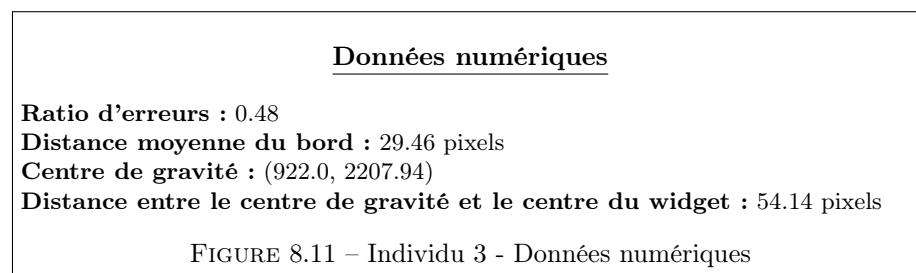 Données numériques
Ratio d'erreurs : 0.48
Distance moyenne du bord : 29.46 pixels
Centre de gravité : (922.0, 2207.94)
Distance entre le centre de gravité et le centre du widget : 54.14 pixels
FIGURE 8.11 – Individu 3 - Données numériques